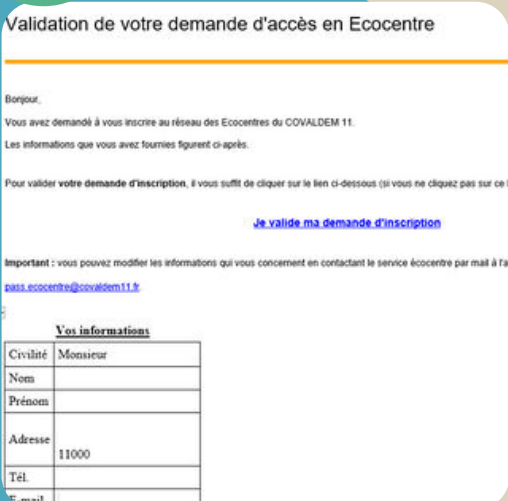 Validation de votre demande d'accès en Ecocentre
Bonjour,
Vous avez demandé à vous inscrire au réseau des Ecocentres du COVALDEM 11.
Les informations que vous avez fournies figurent ci-après.
Pour valider votre demande d'inscription, il vous suffit de cliquer sur le lien ci-dessous (si vous ne cliquez pas sur ce
Je valide ma demande d'inscription
Important : vous pouvez modifier les informations qui vous concernent en contactant le service écocentre par mail à l'a
pass.ecocentre@covaldem11.fr.
Vos informations
Civilité Monsieur
Nom
Prénom
Adresse
11000
Tél.
E-mail